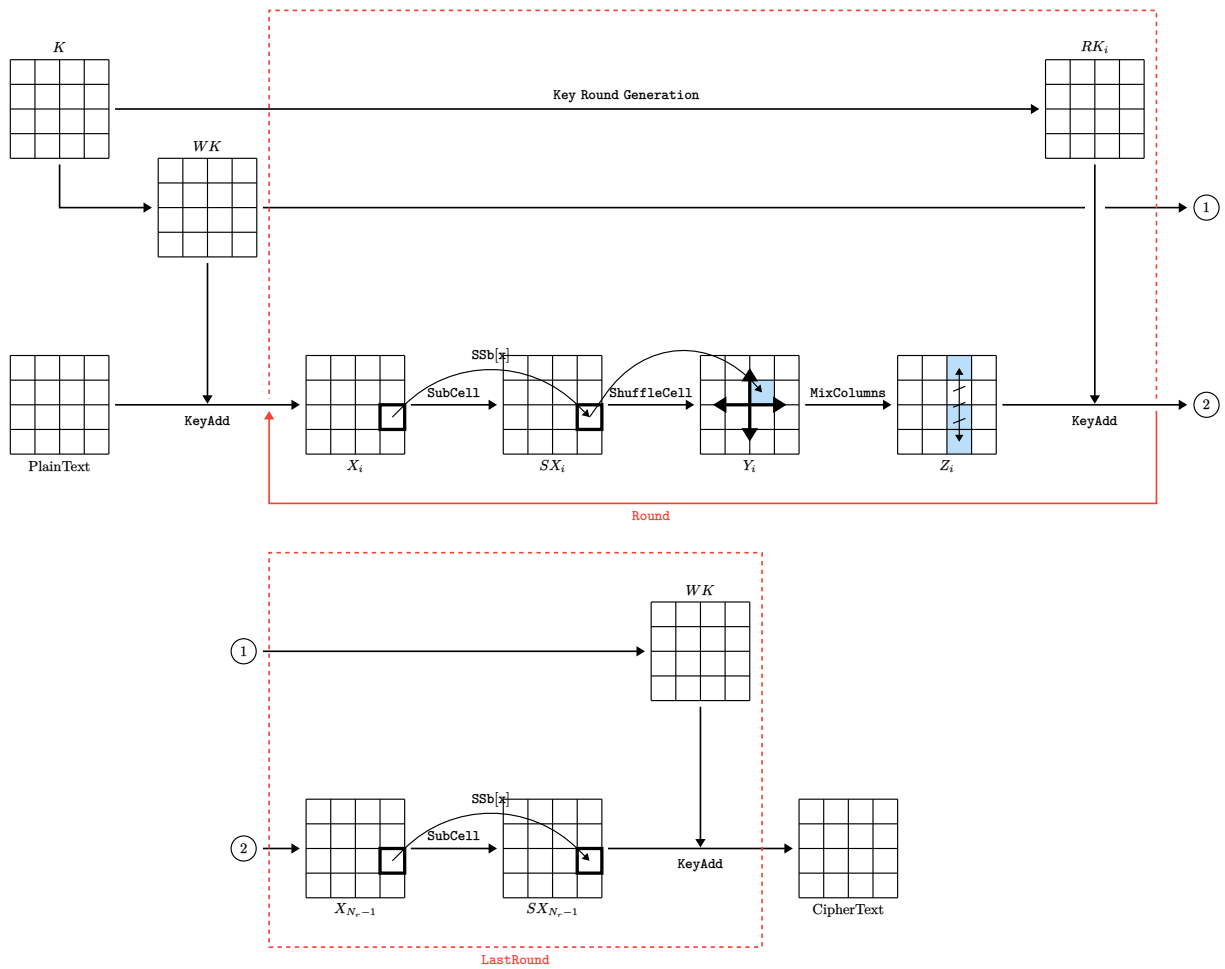 K
RK_i
Key Round Generation
WK
1
SSb[x]
SubCell
ShuffleCell
MixColumns
2
KeyAdd
KeyAdd
PlainText
X_i
SX_i
Y_i
Z_i
Round
WK
1
SSb[x]
SubCell
2
KeyAdd
X_{N_r-1}
SX_{N_r-1}
CipherText
LastRound